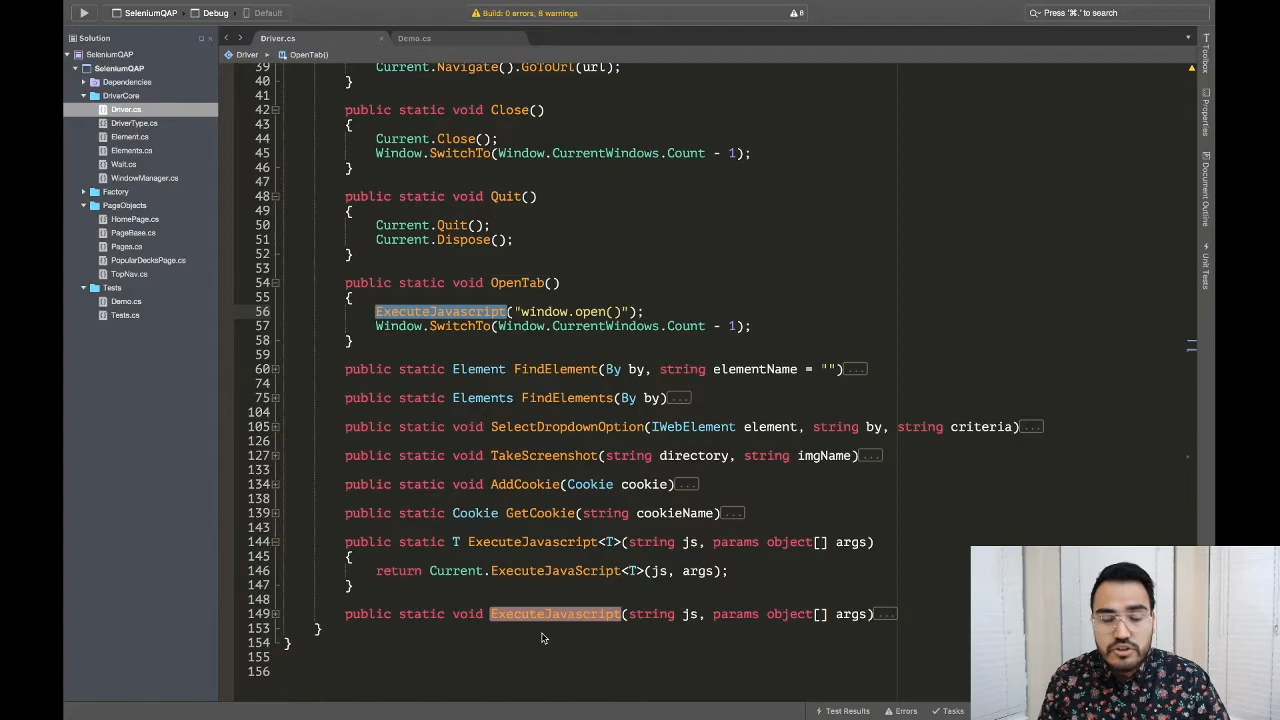 SeleniumQAP > Debug > Default
Build: 0 errors, 8 warnings
8
Press '⌘.' to search
Solution
SeleniumQAP
SeleniumQAP
Dependencies
DriverCore
Driver.cs
DriverType.cs
Element.cs
Elements.cs
Wait.cs
WindowManager.cs
Factory
PageObjects
HomePage.cs
PageBase.cs
Pages.cs
PopularDecksPage.cs
TopNav.cs
Tests
Demo.cs
Tests.cs
Driver.cs
Demo.cs
Driver OpenTab()
39 Current.Navigate().GoToUrl(url);
40 }
41
42 public static void Close()
43 {
44 Current.Close();
45 Window.SwitchTo(Window.CurrentWindows.Count - 1);
46 }
47
48 public static void Quit()
49 {
50 Current.Quit();
51 Current.Dispose();
52 }
53
54 public static void OpenTab()
55 {
56 ExecuteJavascript("window.open()");
57 Window.SwitchTo(Window.CurrentWindows.Count - 1);
58 }
60 public static Element FindElement(By by, string elementName = "")...
74
75 public static Elements FindElements(By by)...
104
105 public static void SelectDropdownOption(IWebElement element, string by, string criteria)...
126
127 public static void TakeScreenshot(string directory, string imgName)...
133
134 public static void AddCookie(Cookie cookie)...
138
139 public static Cookie GetCookie(string cookieName)...
143
144 public static T ExecuteJavascript<T>(string js, params object[] args)
145 {
146 return Current.ExecuteJavaScript<T>(js, args);
147 }
148
149 public static void ExecuteJavascript(string js, params object[] args)...
153 }
154 }
155
156
Toolbox
Properties
Document Outline
Unit Tests
Test Results
Errors
Tasks